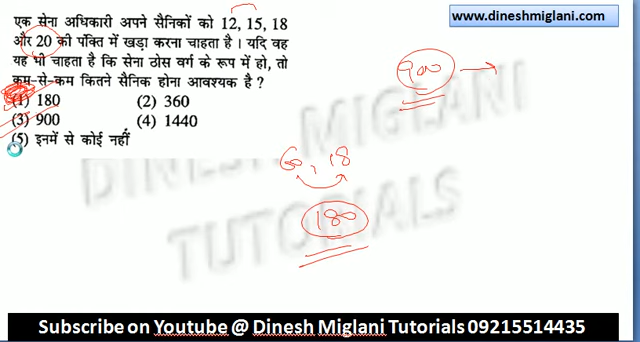 www.dineshmiglani.com
एक सेना अधिकारी अपने सैनिकों को 12, 15, 18
और 20 की पंक्ति में खड़ा करना चाहता है। यदि वह
यह भी चाहता है कि सेना ठोस वर्ग के रूप में हो, तो
कम-से-कम कितने सैनिक होना आवश्यक है ?
(1) 180 (2) 360
(3) 900 (4) 1440
(5) इनमें से कोई नहीं
900
60, 18
180
DINESH MIGLANI
TUTORIALS
Subscribe on Youtube @ Dinesh Miglani Tutorials 09215514435